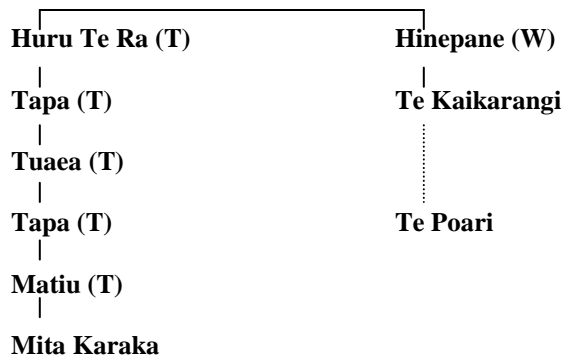 Huru Te Ra (T) Hinepane (W)
Tapa (T) Te Kaikarangi
Tuaea (T)
Tapa (T) Te Poari
Matiu (T)
Mita Karaka